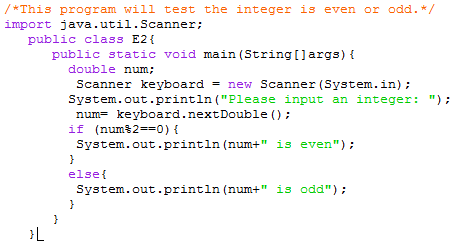 /*This program will test the integer is even or odd.*/
import java.util.Scanner;
public class E2{
public static void main(String[]args){
double num;
Scanner keyboard = new Scanner(System.in);
System.out.println("Please input an integer: ");
num= keyboard.nextDouble();
if (num%2==0){
System.out.println(num+" is even");
}
else{
System.out.println(num+" is odd");
}
}
}